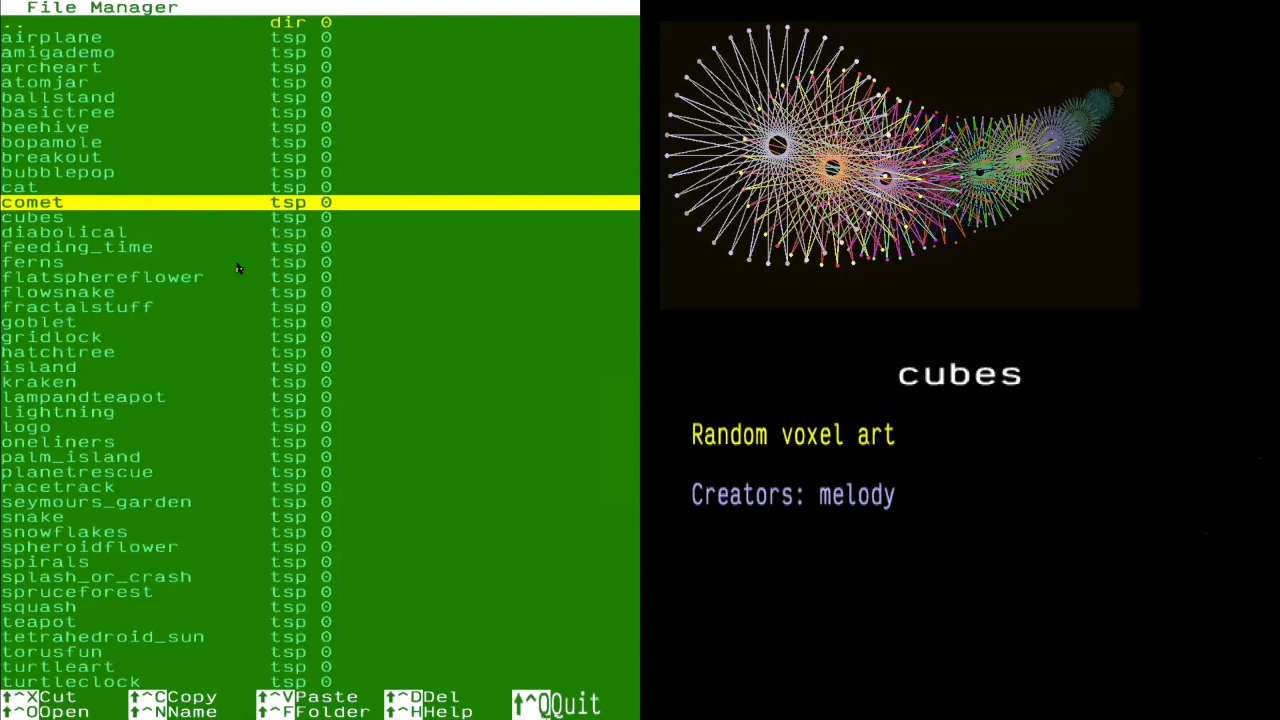 File Manager
.. dir 0
airplane tsp 0
amigademo tsp 0
archeart tsp 0
atomjar tsp 0
ballstand tsp 0
basictree tsp 0
beehive tsp 0
bopamole tsp 0
breakout tsp 0
bubblepop tsp 0
cat tsp 0
comet tsp 0
cubes tsp 0
diabolical tsp 0
feeding_time tsp 0
ferns tsp 0
flatsphereflower tsp 0
flowsnake tsp 0
fractalstuff tsp 0
goblet tsp 0
gridlock tsp 0
hatchtree tsp 0
island tsp 0
kraken tsp 0
lampandteapot tsp 0
lightning tsp 0
logo tsp 0
oneliners tsp 0
palm_island tsp 0
planetrescue tsp 0
racetrack tsp 0
seymours_garden tsp 0
snake tsp 0
snowflakes tsp 0
spheroidflower tsp 0
spirals tsp 0
splash_or_crash tsp 0
spruceforest tsp 0
squash tsp 0
teapot tsp 0
tetrahedroid_sun tsp 0
torusfun tsp 0
turtleart tsp 0
turtleclock tsp 0
↑^XCut ↑^CCopy ↑^VPaste ↑^DDel ↑^QQuit
↑^OOpen ↑^NName ↑^FFolder ↑^HHelp
cubes
Random voxel art
Creators: melody